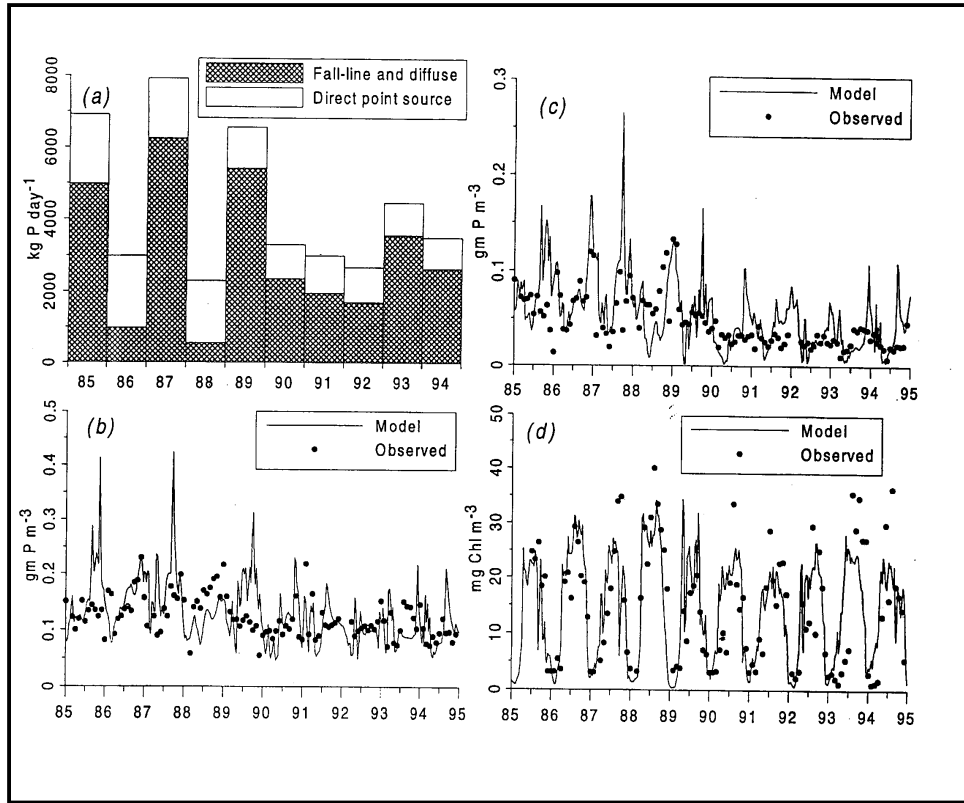 (a)
Fall-line and diffuse
Direct point source
kg P day-1
8000
6000
4000
2000
0
85 86 87 88 89 90 91 92 93 94
(b)
Model
Observed
gm P m-3
0.5
0.4
0.3
0.2
0.1
0
85 86 87 88 89 90 91 92 93 94 95
(c)
Model
Observed
gm P m-3
0.3
0.2
0.1
0
85 86 87 88 89 90 91 92 93 94 95
(d)
Model
Observed
mg Chl m-3
50
40
30
20
10
0
85 86 87 88 89 90 91 92 93 94 95